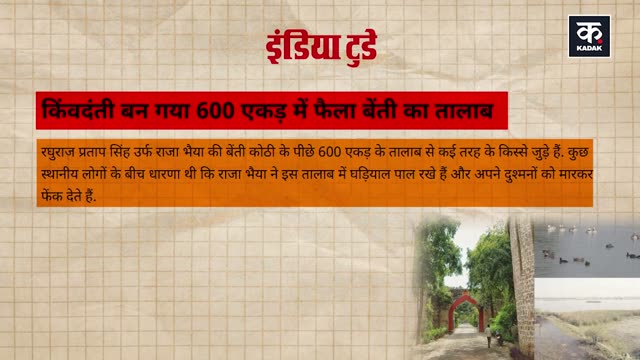 क
KADAK
इंडिया टुडे
किंवदंती बन गया 600 एकड़ में फैला बेंती का तालाब
रघुराज प्रताप सिंह उर्फ राजा भैया की बेंती कोठी के पीछे 600 एकड़ के तालाब से कई तरह के किस्से जुड़े हैं. कुछ
स्थानीय लोगों के बीच धारणा थी कि राजा भैया ने इस तालाब में घड़ियाल पाल रखे हैं और अपने दुश्मनों को मारकर
फेंक देते हैं.